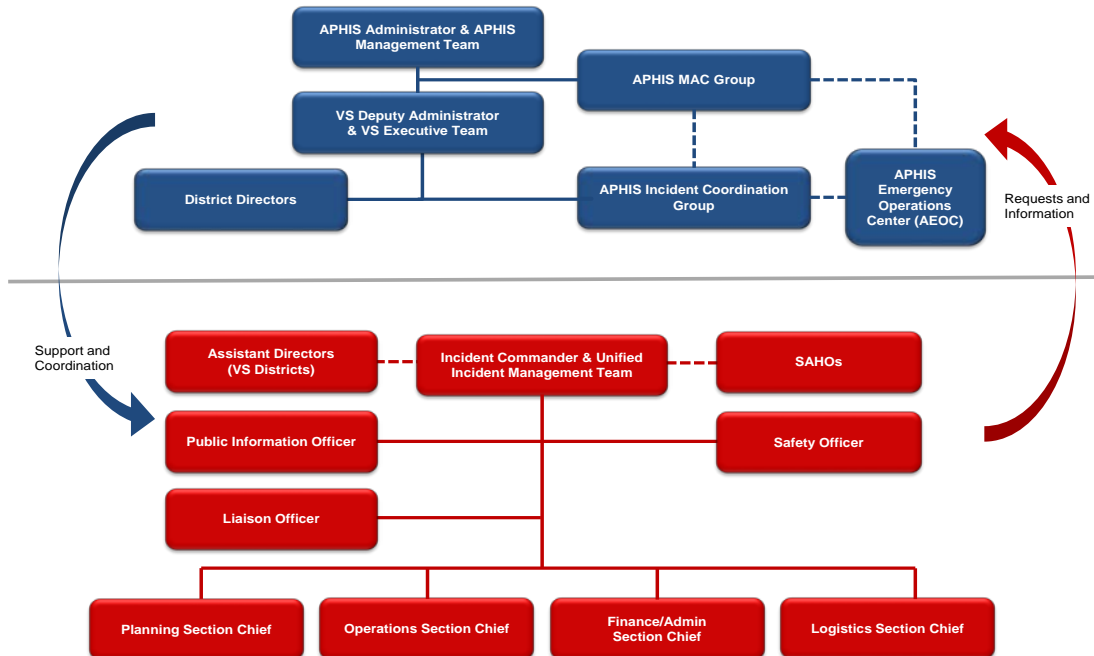 APHIS Administrator & APHIS
Management Team
APHIS MAC Group
VS Deputy Administrator
& VS Executive Team
District Directors
APHIS Incident Coordination
Group
APHIS
Emergency
Operations
Center (AEOC)
Requests and
Information
Support and
Coordination
Assistant Directors
(VS Districts)
Incident Commander & Unified
Incident Management Team
SAHOs
Public Information Officer
Safety Officer
Liaison Officer
Planning Section Chief
Operations Section Chief
Finance/Admin
Section Chief
Logistics Section Chief